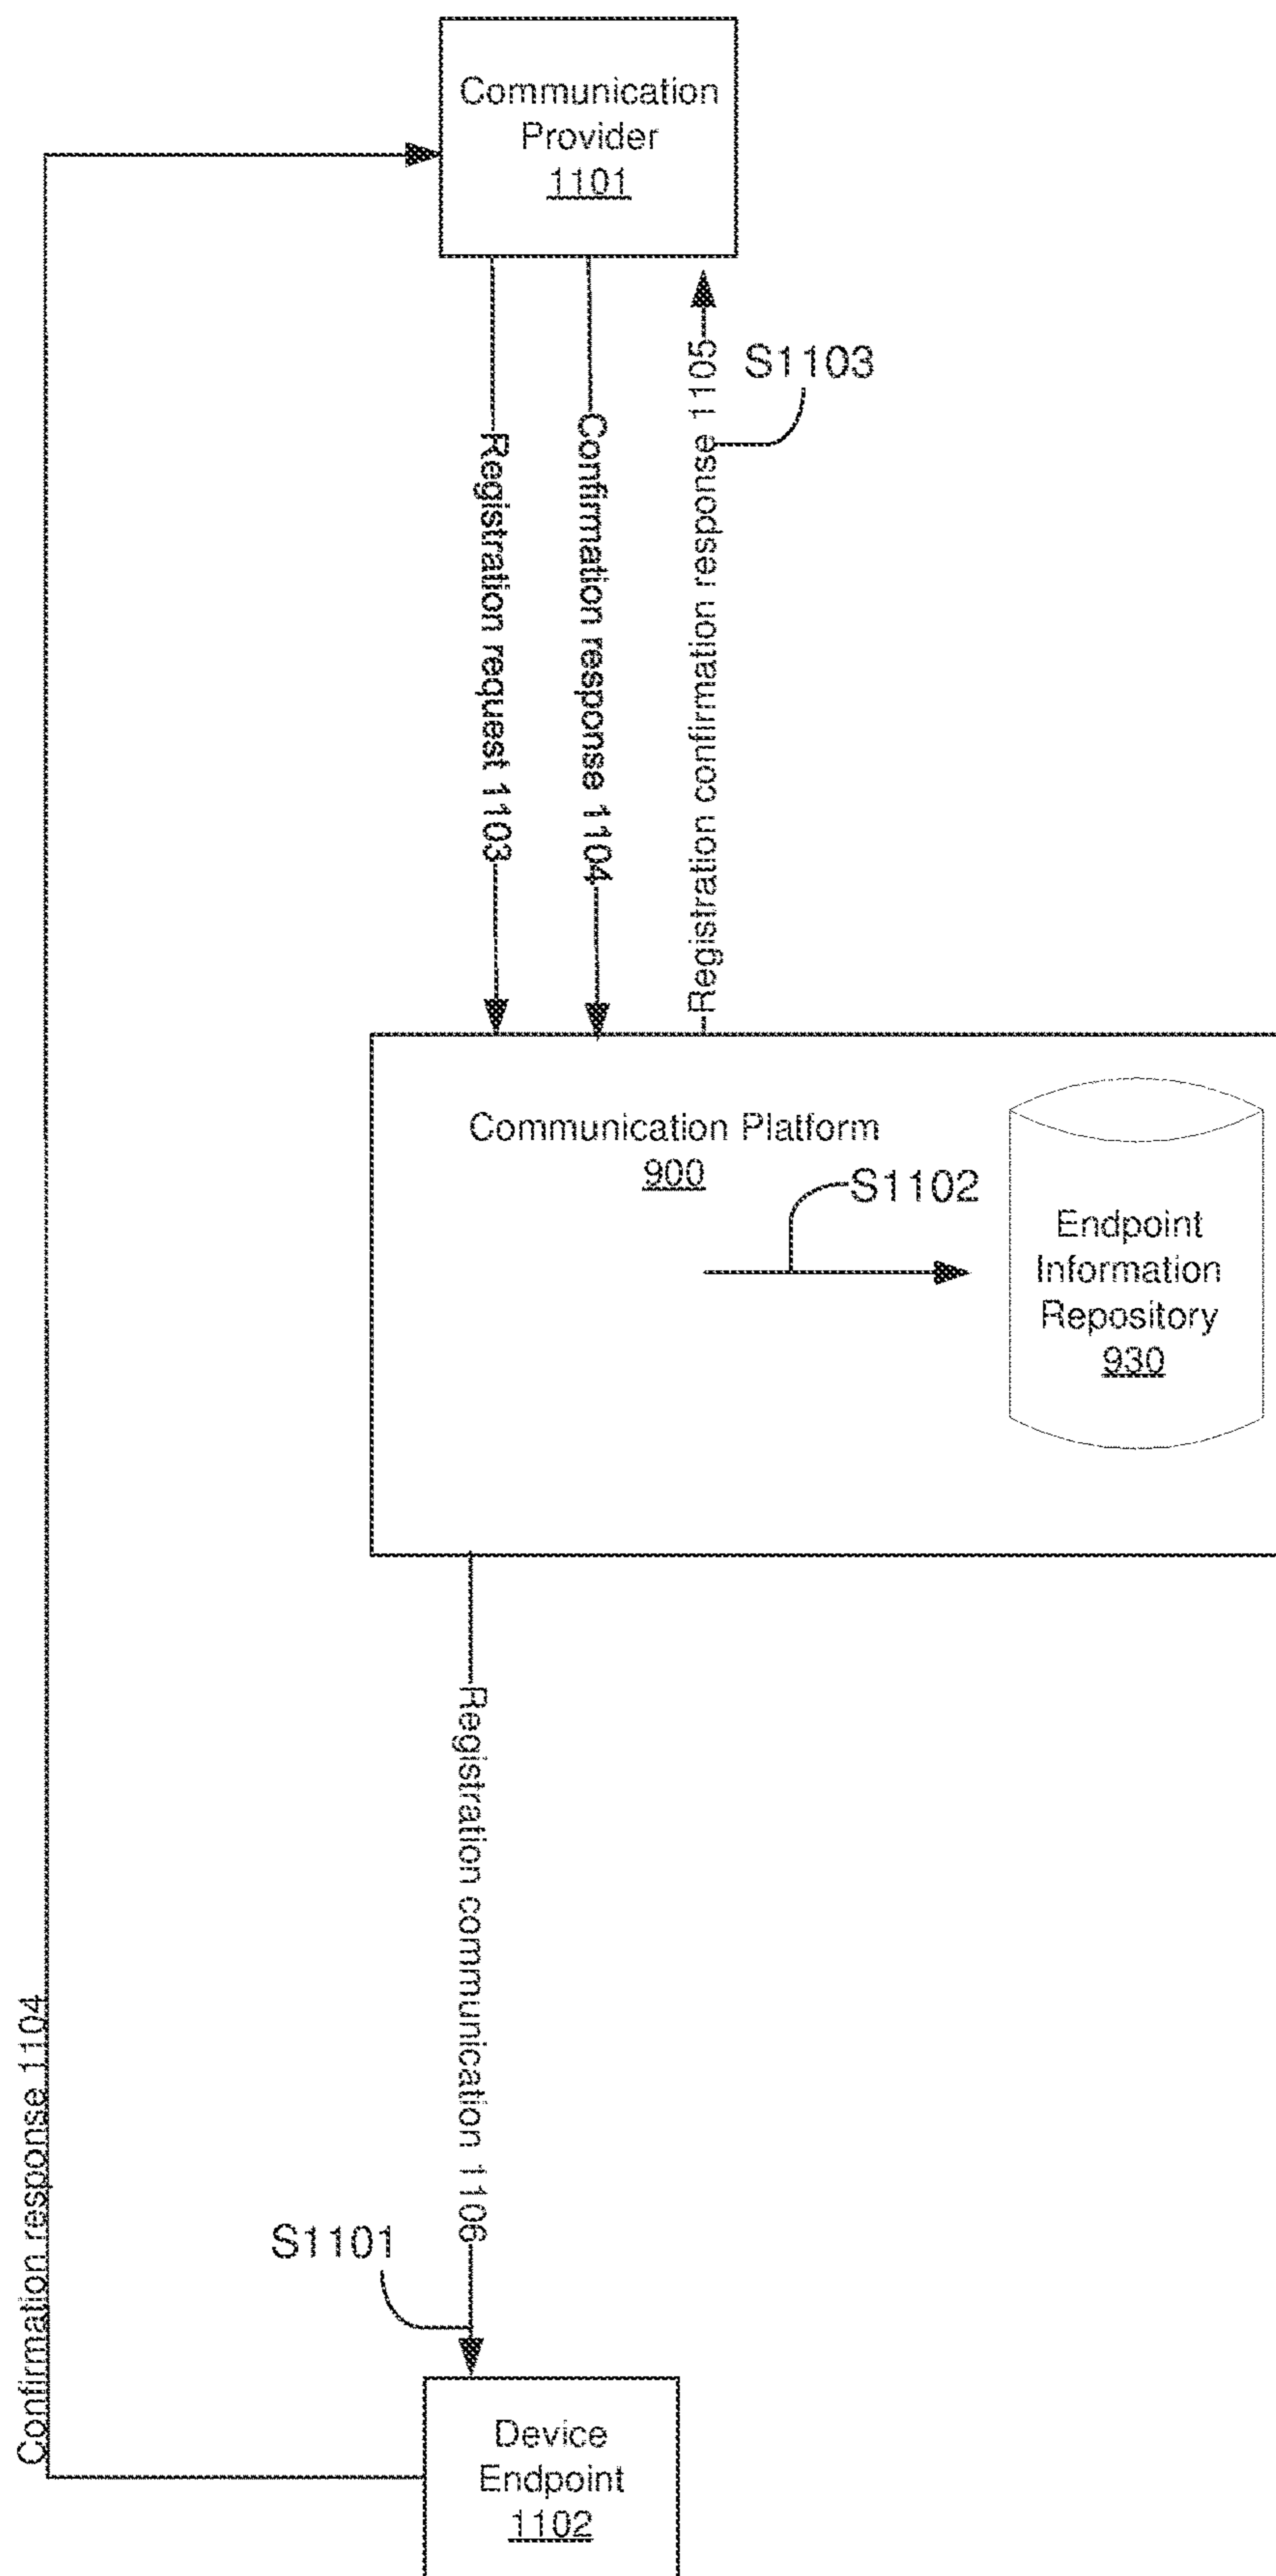 Communication
Provider
1101
Registration request 1103
Confirmation response 1104
Registration confirmation response 1105
S1103
Communication Platform
900
S1102
Endpoint
Information
Repository
930
Registration communication 1106
S1101
Confirmation response 1104
Device
Endpoint
1102